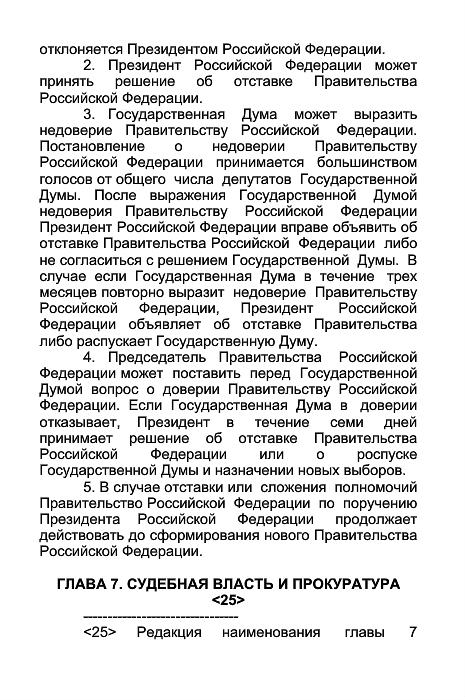 отклоняется Президентом Российской Федерации.
2. Президент Российской Федерации может
принять решение об отставке Правительства
Российской Федерации.
3. Государственная Дума может выразить
недоверие Правительству Российской Федерации.
Постановление о недоверии Правительству
Российской Федерации принимается большинством
голосов от общего числа депутатов Государственной
Думы. После выражения Государственной Думой
недоверия Правительству Российской Федерации
Президент Российской Федерации вправе объявить об
отставке Правительства Российской Федерации либо
не согласиться с решением Государственной Думы. В
случае если Государственная Дума в течение трех
месяцев повторно выразит недоверие Правительству
Российской Федерации, Президент Российской
Федерации объявляет об отставке Правительства
либо распускает Государственную Думу.
4. Председатель Правительства Российской
Федерации может поставить перед Государственной
Думой вопрос о доверии Правительству Российской
Федерации. Если Государственная Дума в доверии
отказывает, Президент в течение семи дней
принимает решение об отставке Правительства
Российской Федерации или о роспуске
Государственной Думы и назначении новых выборов.
5. В случае отставки или сложения полномочий
Правительство Российской Федерации по поручению
Президента Российской Федерации продолжает
действовать до сформирования нового Правительства
Российской Федерации.
ГЛАВА 7. СУДЕБНАЯ ВЛАСТЬ И ПРОКУРАТУРА
<25>
--------------------------------
<25> Редакция наименования главы 7